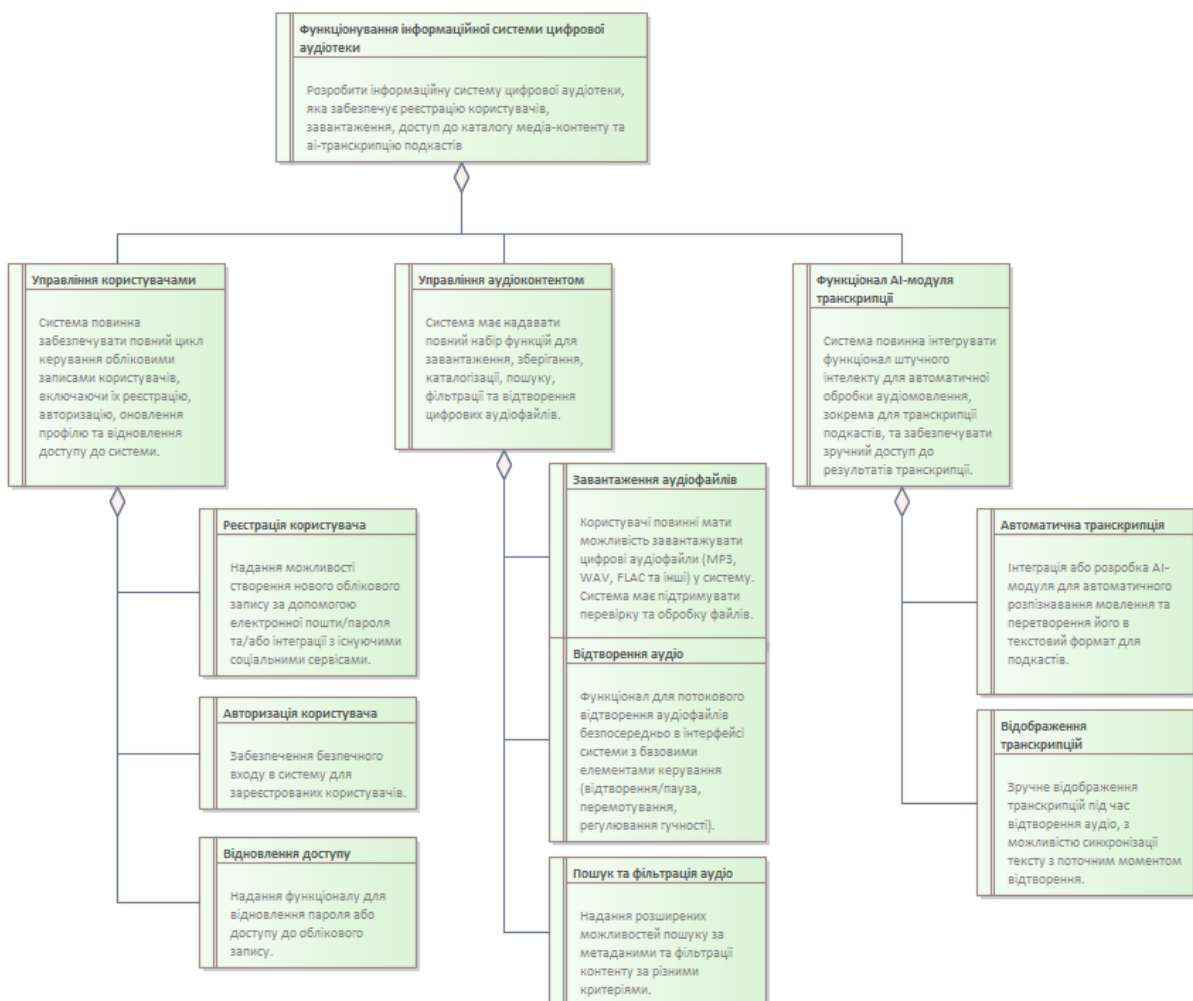 Функціонування інформаційної системи цифрової
аудіотеки
Розробити інформаційну систему цифрової аудіотеки,
яка забезпечує реєстрацію користувачів,
завантаження, доступ до каталогу медіа-контенту та
аі-транскрипцію подкастів
Управління користувачами
Система повинна
забезпечувати повний цикл
керування обліковими
записами користувачів,
включаючи їх реєстрацію,
авторизацію, оновлення
профілю та відновлення
доступу до системи.
Реєстрація користувача
Надання можливості
створення нового облікового
запису за допомогою
електронної пошти/пароля
та/або інтеграції з існуючими
соціальними сервісами.
Авторизація користувача
Забезпечення безпечного
входу в систему для
зареєстрованих користувачів.
Відновлення доступу
Надання функціоналу для
відновлення пароля або
доступу до облікового
запису.
Управління аудіоконтентом
Система має надавати
повний набір функцій для
завантаження, зберігання,
каталогізації, пошуку,
фільтрації та відтворення
цифрових аудіофайлів.
Завантаження аудіофайлів
Користувачі повинні мати
можливість завантажувати
цифрові аудіофайли (MP3,
WAV, FLAC та інші) у систему.
Система має підтримувати
перевірку та обробку файлів.
Відтворення аудіо
Функціонал для потокового
відтворення аудіофайлів
безпосередньо в інтерфейсі
системи з базовими
елементами керування
(відтворення/пауза,
перемотування,
регулювання гучності).
Пошук та фільтрація аудіо
Надання розширених
можливостей пошуку за
метаданими та фільтрації
контенту за різними
критеріями.
Функціонал AI-модуля
транскрипції
Система повинна інтегрувати
функціонал штучного
інтелекту для автоматичної
обробки аудіомовлення,
зокрема для транскрипції
подкастів, та забезпечувати
зручний доступ до
результатів транскрипції.
Автоматична транскрипція
Інтеграція або розробка AI-
модуля для автоматичного
розпізнавання мовлення та
перетворення його в
текстовий формат для
подкастів.
Відображення
транскрипцій
Зручне відображення
транскрипцій під час
відтворення аудіо, з
можливістю синхронізації
тексту з поточним моментом
відтворення.